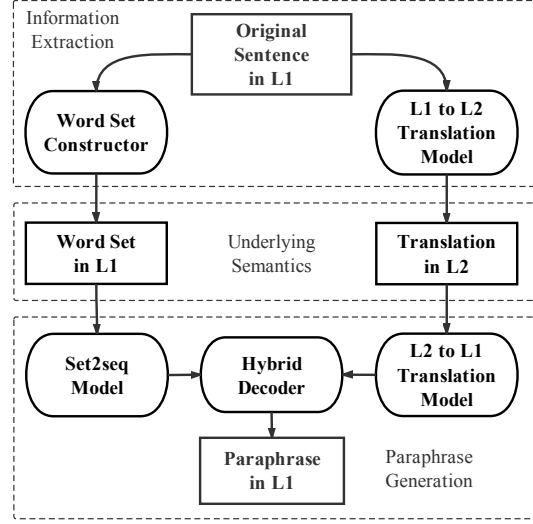 Information
Extraction
Original
Sentence
in L1
Word Set
Constructor
L1 to L2
Translation
Model
Word Set
in L1
Underlying
Semantics
Translation
in L2
Set2seq
Model
Hybrid
Decoder
L2 to L1
Translation
Model
Paraphrase
in L1
Paraphrase
Generation